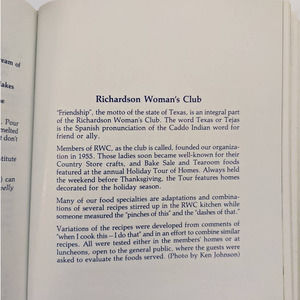 eam of
lakes
e
. Pour
melted
t don't
stitute
) can
belly
Richardson Woman's Club
"Friendship", the motto of the state of Texas, is an integral part
of the Richardson Woman's Club. The word Texas or Tejas
is the Spanish pronunciation of the Caddo Indian word for
friend or ally.
Members of RWC, as the club is called, founded our organiza-
tion in 1955. Those ladies soon became well-known for their
Country Store crafts, and Bake Sale and Tearoom foods
featured at the annual Holiday Tour of Homes. Always held
the weekend before Thanksgiving, the Tour features homes
decorated for the holiday season.
Many of our food specialties are adaptations and combina-
tions of several recipes stirred up in the RWC kitchen while
someone measured the "pinches of this" and the "dashes of that."
Variations of the recipes were developed from comments of
"when I cook this – I do that" and in an effort to combine similar
recipes. All were tested either in the members' homes or at
luncheons, open to the general public, where the guests were
asked to evaluate the foods served. (Photo by Ken Johnson)